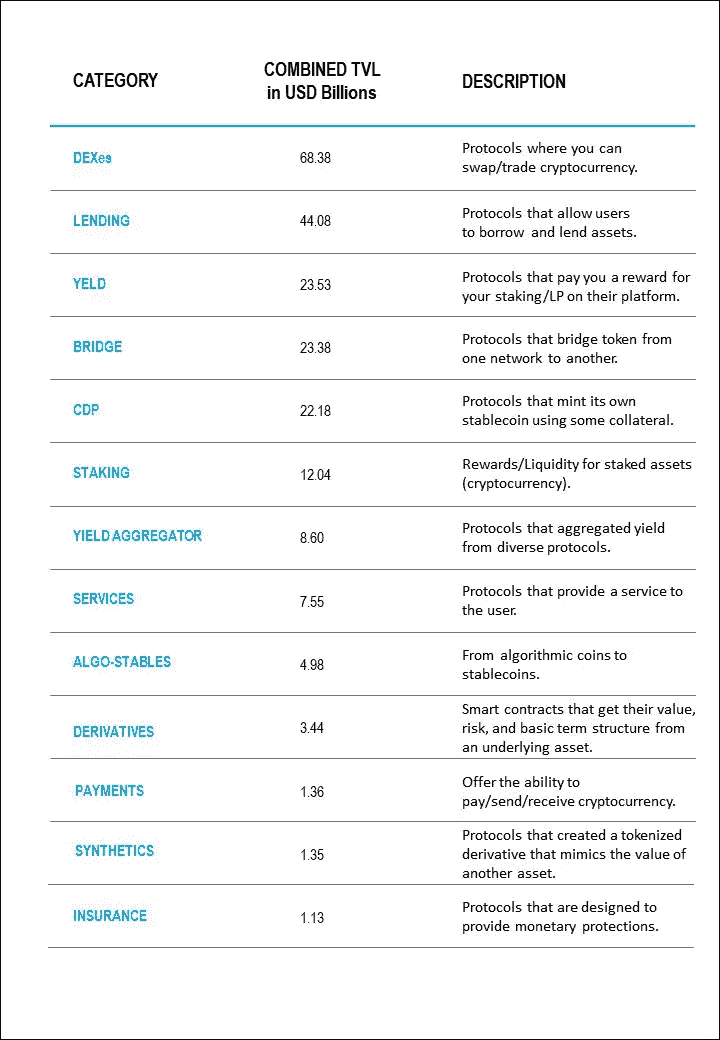 CATEGORY
COMBINED TVL
in USD Billions
DESCRIPTION
DEXes
68.38
Protocols where you can
swap/trade cryptocurrency.
LENDING
44.08
Protocols that allow users
to borrow and lend assets.
YELD
23.53
Protocols that pay you a reward for
your staking/LP on their platform.
BRIDGE
23.38
Protocols that bridge token from
one network to another.
CDP
22.18
Protocols that mint its own
stablecoin using some collateral.
STAKING
12.04
Rewards/Liquidity for staked assets
(cryptocurrency).
YIELD AGGREGATOR
8.60
Protocols that aggregated yield
from diverse protocols.
SERVICES
7.55
Protocols that provide a service to
the user.
ALGO-STABLES
4.98
From algorithmic coins to
stablecoins.
DERIVATIVES
3.44
Smart contracts that get their value,
risk, and basic term structure from
an underlying asset.
PAYMENTS
1.36
Offer the ability to
pay/send/receive cryptocurrency.
SYNTHETICS
1.35
Protocols that created a tokenized
derivative that mimics the value of
another asset.
INSURANCE
1.13
Protocols that are designed to
provide monetary protections.